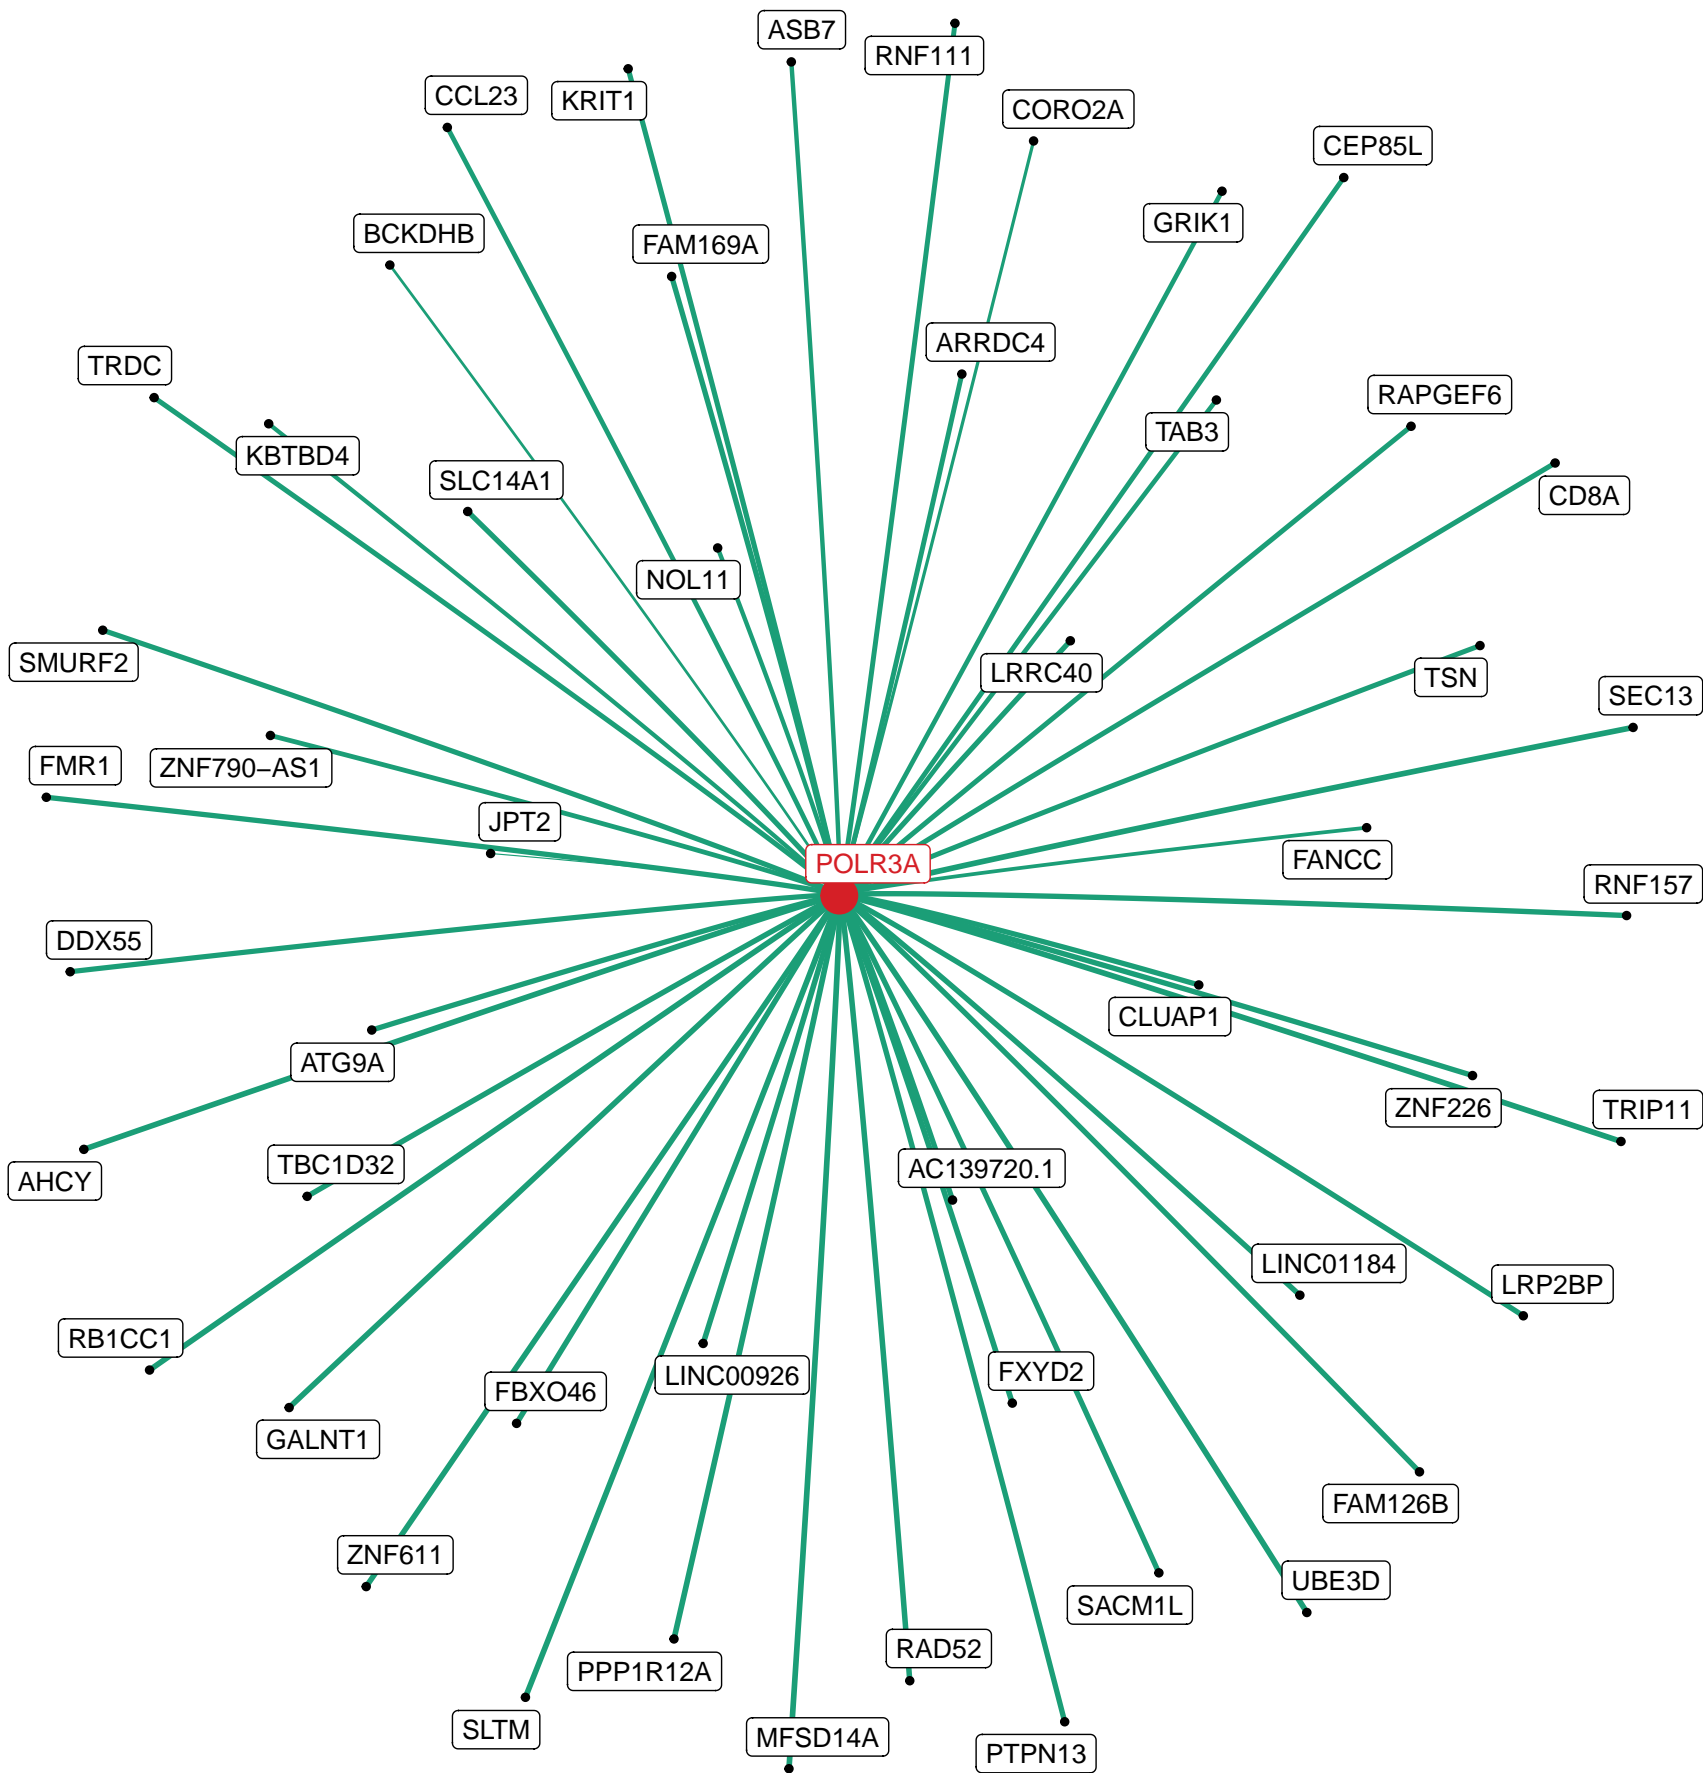 ASB7
RNF111
CCL23
KRIT1
CORO2A
CEP85L
GRIK1
BCKDHB
FAM169A
ARRDC4
TRDC
RAPGEF6
TAB3
KBTBD4
SLC14A1
CD8A
NOL11
SMURF2
LRRC40
TSN
SEC13
FMR1
ZNF790−AS1
JPT2
FANCC
POLR3A
RNF157
DDX55
CLUAP1
ATG9A
ZNF226
TRIP11
TBC1D32
AC139720.1
AHCY
LINC01184
LRP2BP
RB1CC1
FXYD2
LINC00926
FBXO46
GALNT1
FAM126B
ZNF611
UBE3D
SACM1L
RAD52
PPP1R12A
SLTM
MFSD14A
PTPN13